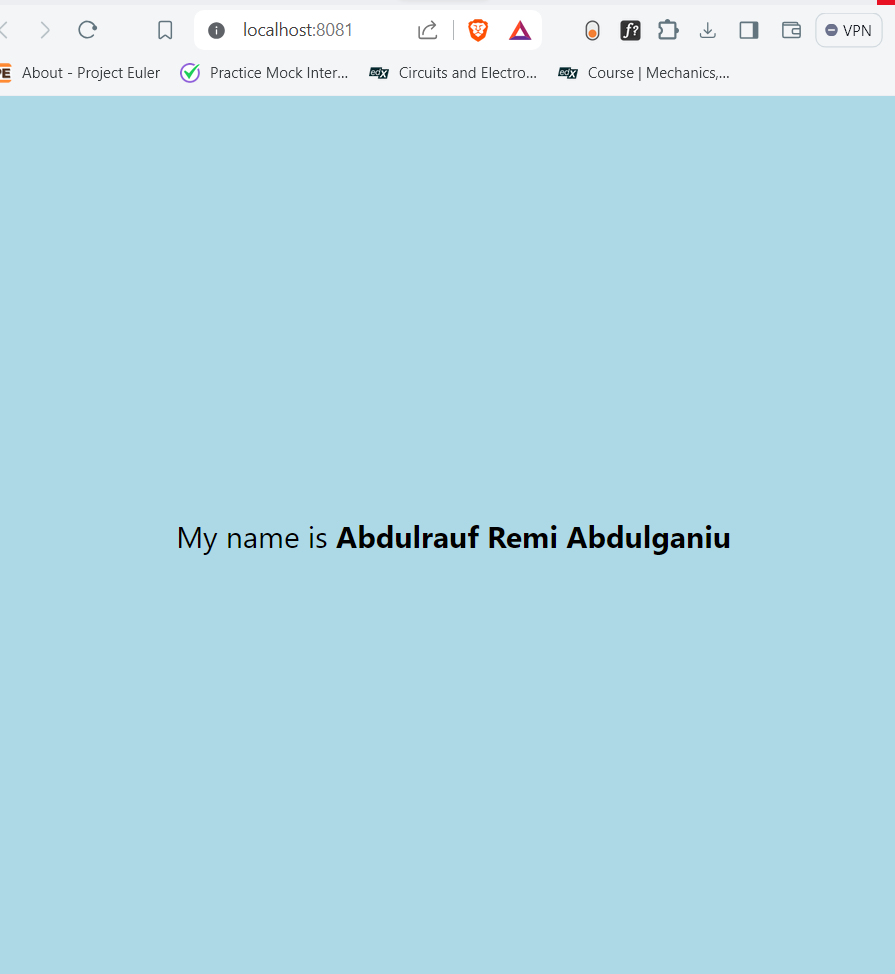 localhost:8081
f?
VPN
PE
About - Project Euler
Practice Mock Inter...
edX
Circuits and Electro...
edX
Course | Mechanics,...
My name is Abdulrauf Remi Abdulganiu